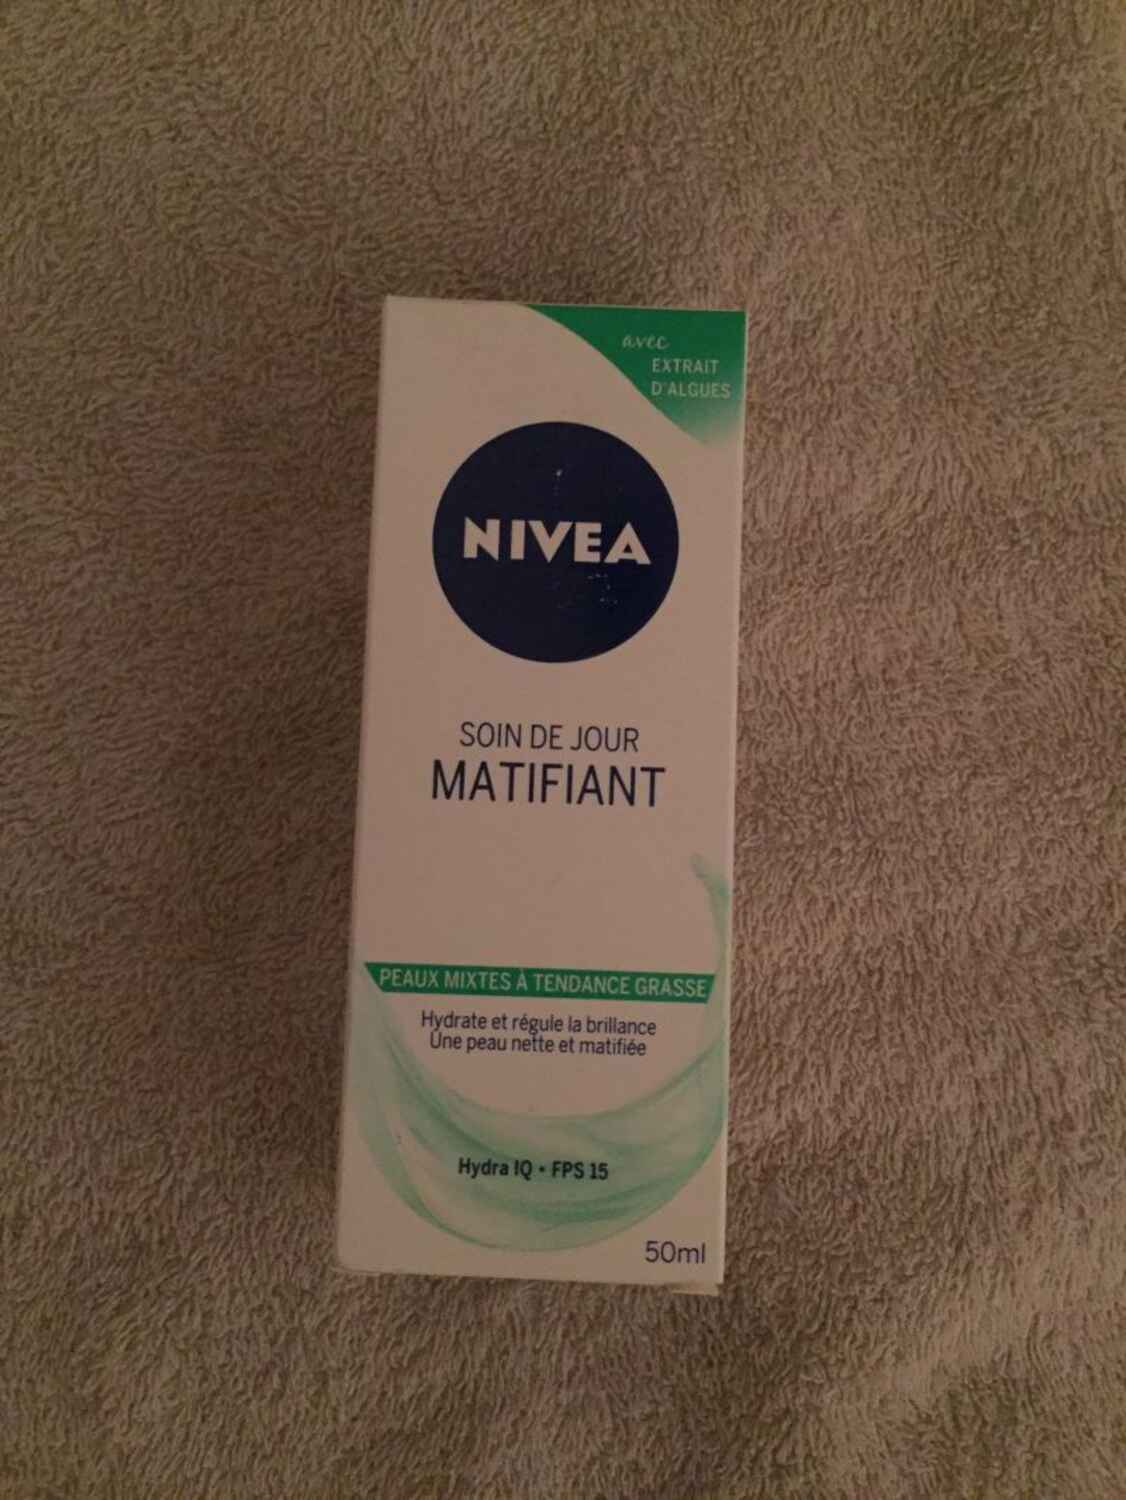 avec
EXTRAIT
D'ALGUES
NIVEA
SOIN DE JOUR
MATIFIANT
PEAUX MIXTES À TENDANCE GRASSE
Hydrate et régule la brillance
Une peau nette et matifiée
Hydra IQ • FPS 15
50ml